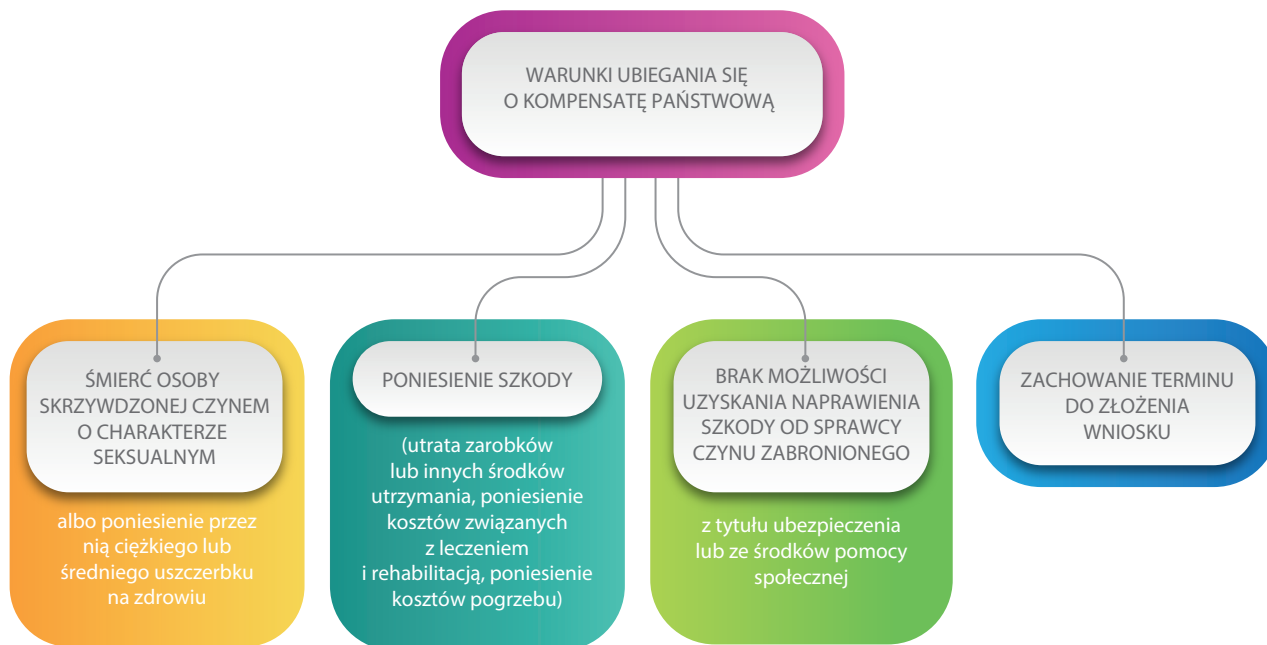 WARUNKI UBIEGANIA SIĘ
O KOMPENSATĘ PAŃSTWOWĄ
ŚMIERĆ OSOBY
SKRZYWDZONEJ CZYNEM
O CHARAKTERZE
SEKSUALNYM
albo poniesienie przez
nią ciężkiego lub
średniego uszczerbku
na zdrowiu
PONIESIENIE SZKODY
(utrata zarobków
lub innych środków
utrzymania, poniesienie
kosztów związanych
z leczeniem
i rehabilitacją, poniesienie
kosztów pogrzebu)
BRAK MOŻLIWOŚCI
UZYSKANIA NAPRAWIENIA
SZKODY OD SPRAWCY
CZYNU ZABRONIONEGO
z tytułu ubezpieczenia
lub ze środków pomocy
społecznej
ZACHOWANIE TERMINU
DO ZŁOŻENIA
WNIOSKU